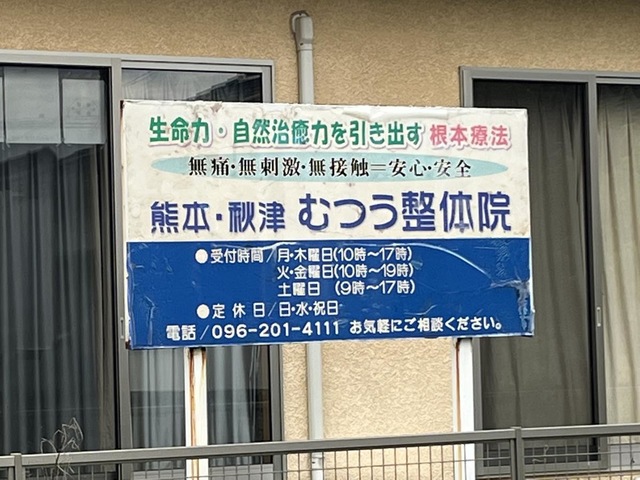 生命力・自然治癒力を引き出す 根本療法
無痛・無刺激・無接触=安心・安全
熊本・秋津 むつう整体院
●受付時間/月・木曜日(10時〜17時)
火・金曜日(10時〜19時)
土曜日 (9時〜17時)
●定休日/日・水・祝日
電話/096-201-4111 お気軽にご相談ください。